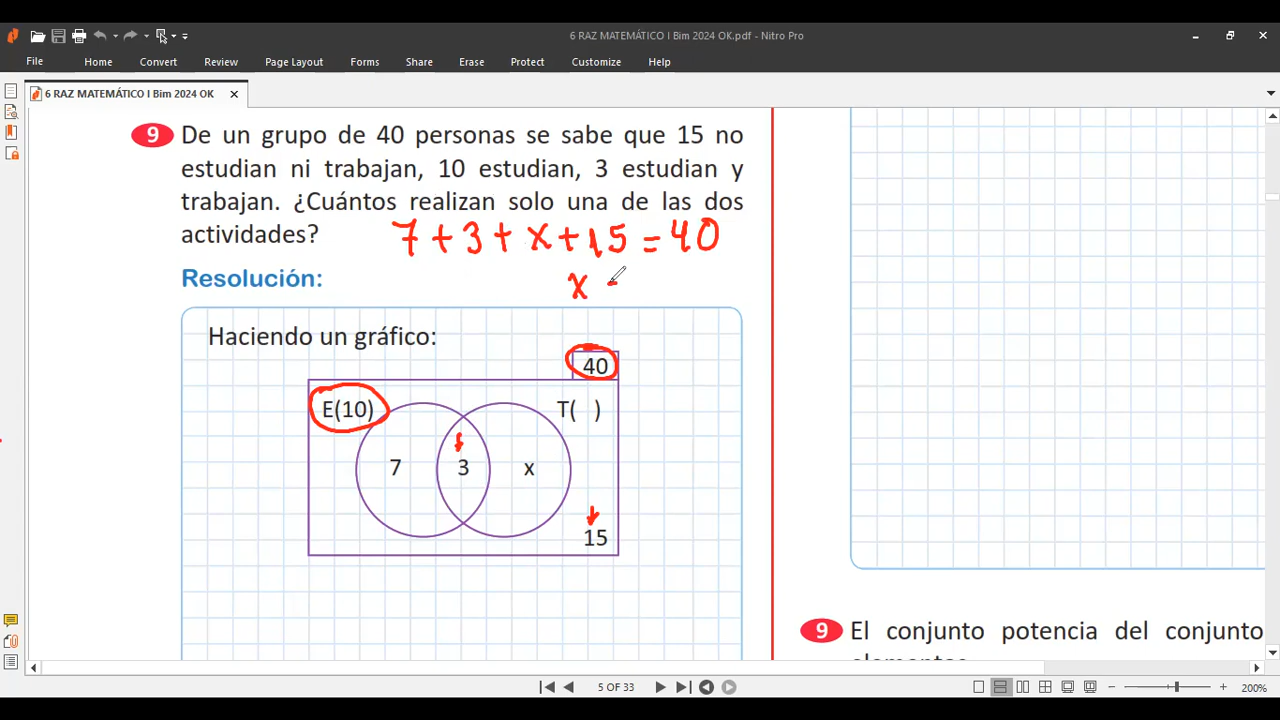 6 RAZ MATEMÁTICO I Bim 2024 OK.pdf - Nitro Pro
File Home Convert Review Page Layout Forms Share Erase Protect Customize Help
6 RAZ MATEMÁTICO I Bim 2024 OK
9 De un grupo de 40 personas se sabe que 15 no
estudian ni trabajan, 10 estudian, 3 estudian y
trabajan. ¿Cuántos realizan solo una de las dos
actividades?
7 + 3 + x + 15 = 40
Resolución:
x -
Haciendo un gráfico:
40
E(10) T( )
7 3 x
15
9 El conjunto potencia del conjunto
5 OF 33
200%